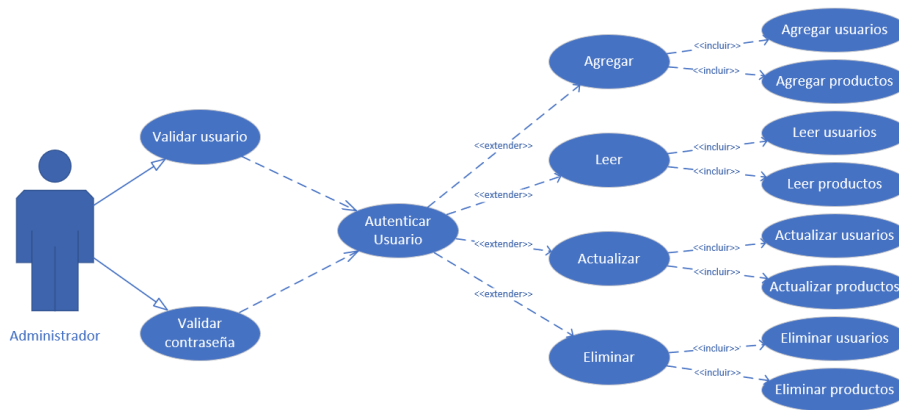 Agregar usuarios
<<incluir>>
Agregar
<<incluir>>
Agregar productos
Validar usuario
<<extender>>
Leer usuarios
<<incluir>>
Leer
<<incluir>>
Leer productos
<<extender>>
Autenticar
Usuario
Actualizar usuarios
<<incluir>>
<<extender>>
Actualizar
<<incluir>>
Actualizar productos
<<extender>>
Administrador
Validar
contraseña
Eliminar usuarios
<<incluir>>
Eliminar
<<incluir>>
Eliminar productos